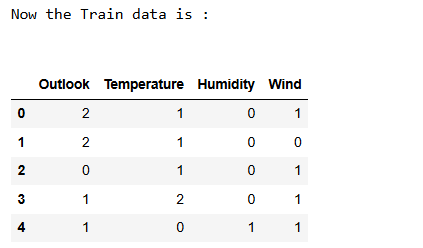 Now the Train data is :
Outlook Temperature Humidity Wind
0 2 1 0 1
1 2 1 0 0
2 0 1 0 1
3 1 2 0 1
4 1 0 1 1